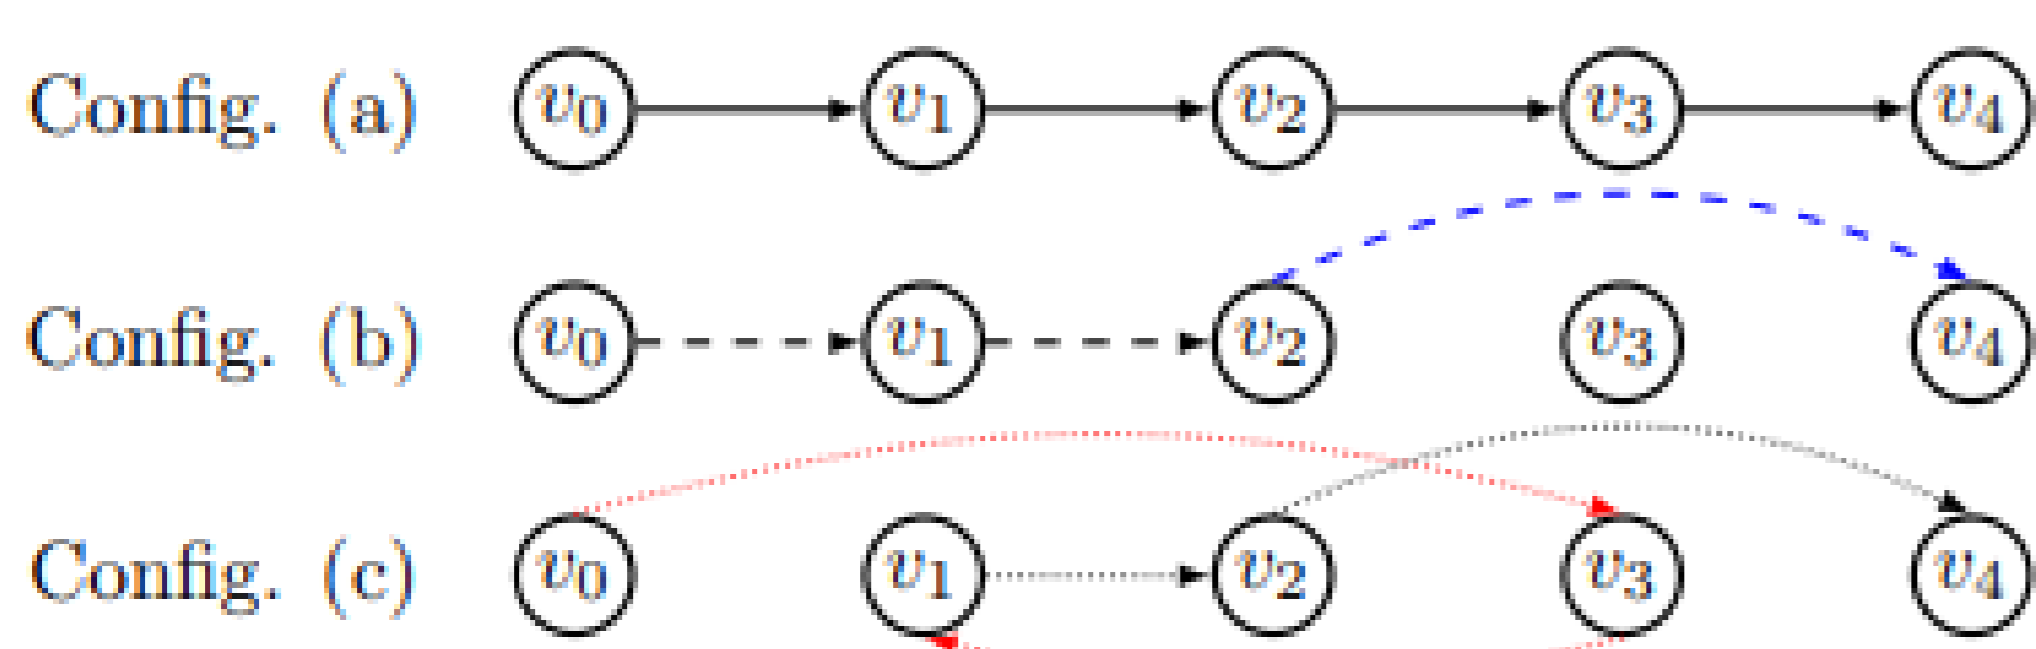 Config. (a) v₀ v₁ v₂ v₃ v₄
Config. (b) v₀ v₁ v₂ v₃ v₄
Config. (c) v₀ v₁ v₂ v₃ v₄